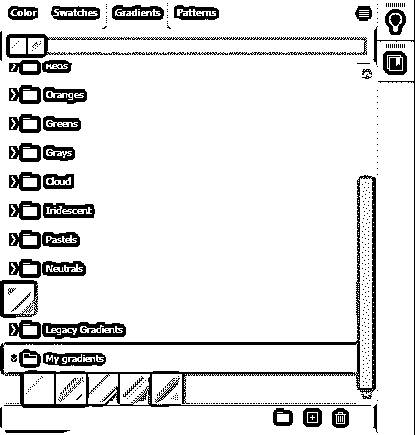 Color Swatches Gradients Patterns
Reds
Oranges
Greens
Grays
Cloud
Iridescent
Pastels
Neutrals
Legacy Gradients
My gradients